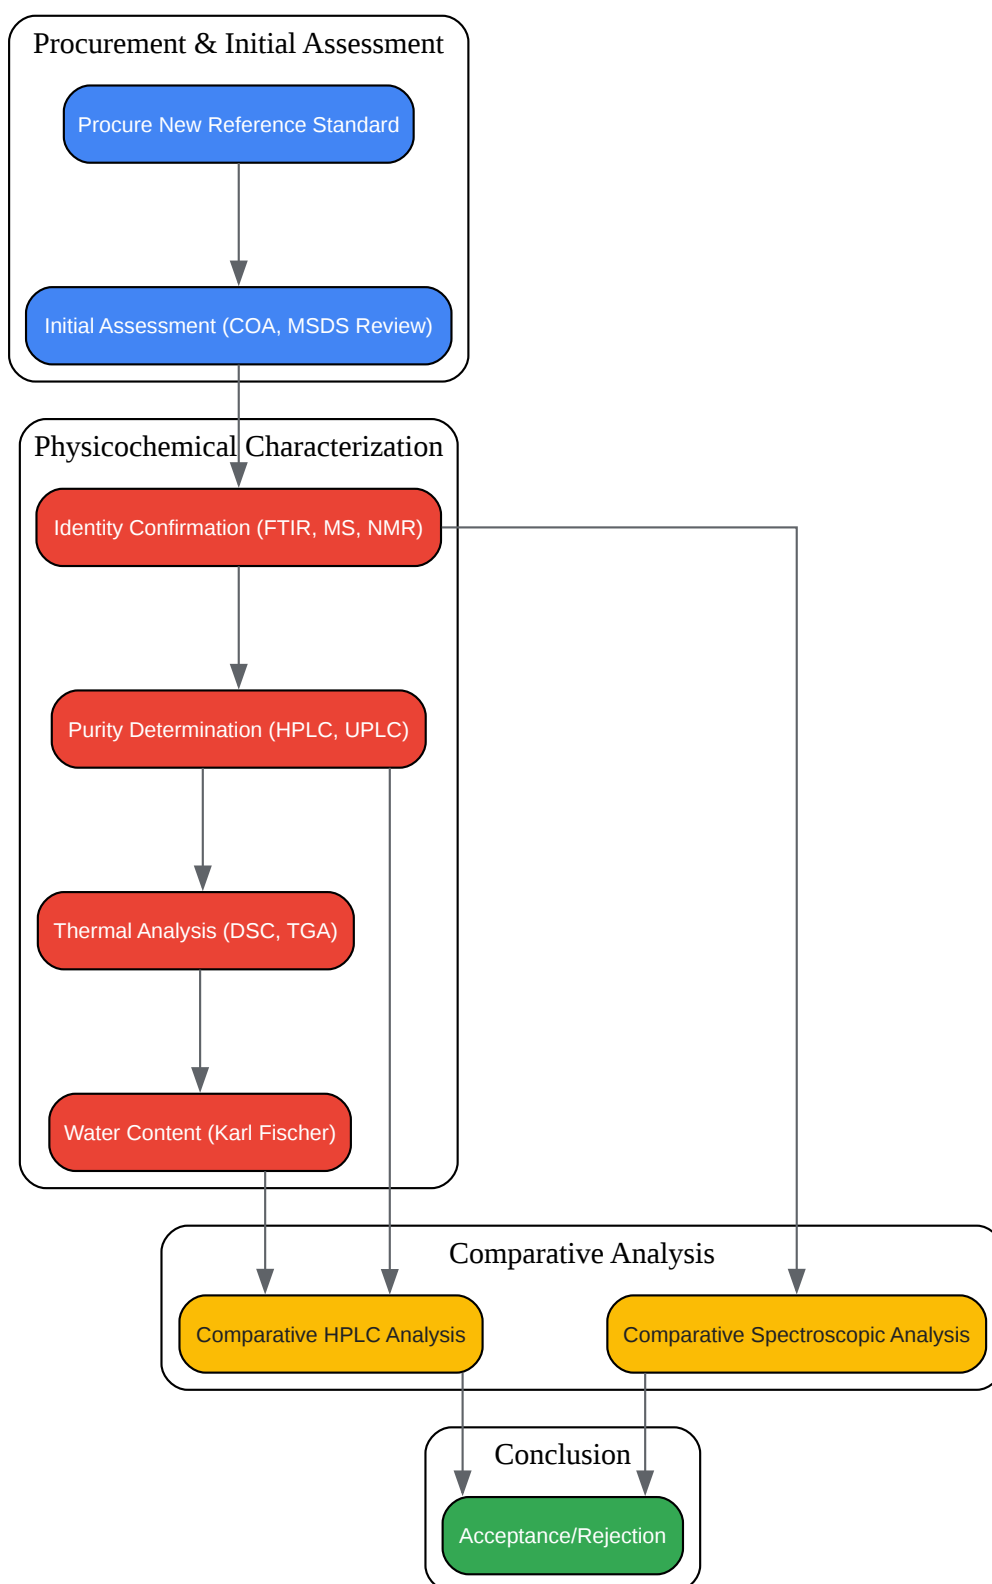 Procurement & Initial Assessment
Procure New Reference Standard
Initial Assessment (COA, MSDS Review)
Physicochemical Characterization
Identity Confirmation (FTIR, MS, NMR)
Purity Determination (HPLC, UPLC)
Thermal Analysis (DSC, TGA)
Water Content (Karl Fischer)
Comparative Analysis
Comparative HPLC Analysis
Comparative Spectroscopic Analysis
Conclusion
Acceptance/Rejection